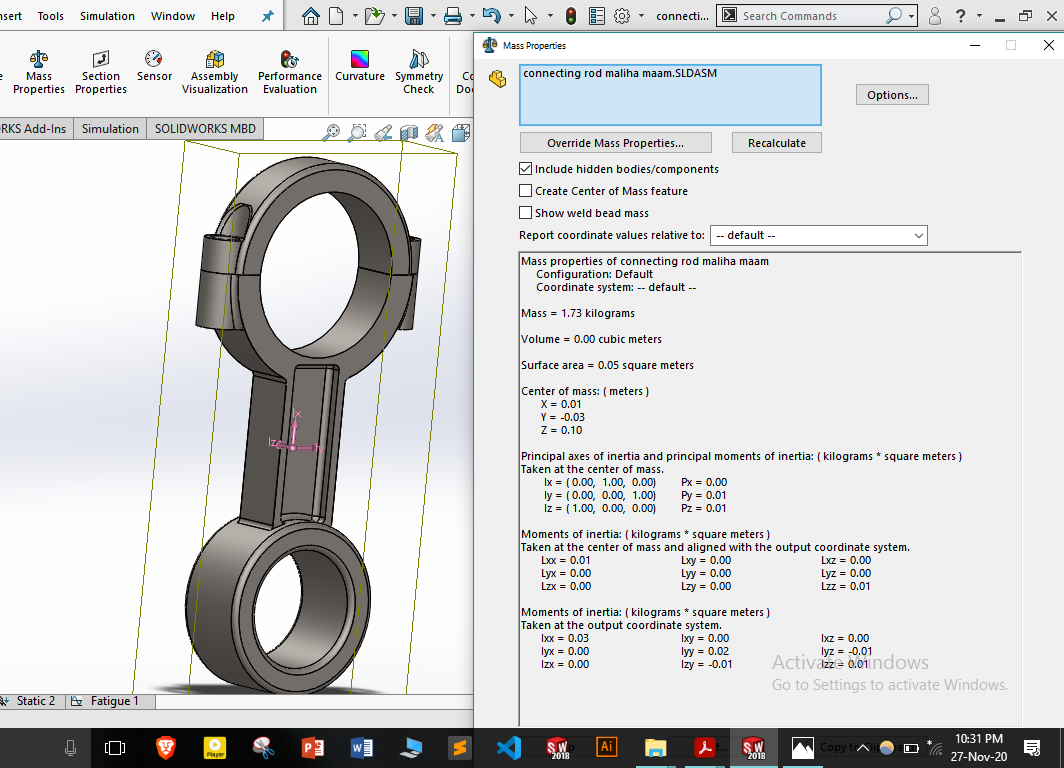 nsert Tools Simulation Window Help connecti... Search Commands
Mass Properties
Mass Properties
Section Properties
Sensor
Assembly Visualization
Performance Evaluation
Curvature
Symmetry Check
Co
Do
RKS Add-Ins Simulation SOLIDWORKS MBD
connecting rod maliha maam.SLDASM
Options...
Override Mass Properties... Recalculate
Include hidden bodies/components
Create Center of Mass feature
Show weld bead mass
Report coordinate values relative to: -- default --
Mass properties of connecting rod maliha maam
Configuration: Default
Coordinate system: -- default --
Mass = 1.73 kilograms
Volume = 0.00 cubic meters
Surface area = 0.05 square meters
Center of mass: ( meters )
X = 0.01
Y = -0.03
Z = 0.10
Principal axes of inertia and principal moments of inertia: ( kilograms * square meters )
Taken at the center of mass.
Ix = ( 0.00, 1.00, 0.00) Px = 0.00
Iy = ( 0.00, 0.00, 1.00) Py = 0.01
Iz = ( 1.00, 0.00, 0.00) Pz = 0.01
Moments of inertia: ( kilograms * square meters )
Taken at the center of mass and aligned with the output coordinate system.
Lxx = 0.01 Lxy = 0.00 Lxz = 0.00
Lyx = 0.00 Lyy = 0.00 Lyz = 0.00
Lzx = 0.00 Lzy = 0.00 Lzz = 0.01
Moments of inertia: ( kilograms * square meters )
Taken at the output coordinate system.
Ixx = 0.03 Ixy = 0.00 Ixz = 0.00
Iyx = 0.00 Iyy = 0.02 Iyz = -0.01
Izx = 0.00 Izy = -0.01 Izz = 0.01
Activate Windows
Go to Settings to activate Windows.
Static 2 Fatigue 1
Player
SW 2018
Ai
SW 2018
10:31 PM
27-Nov-20